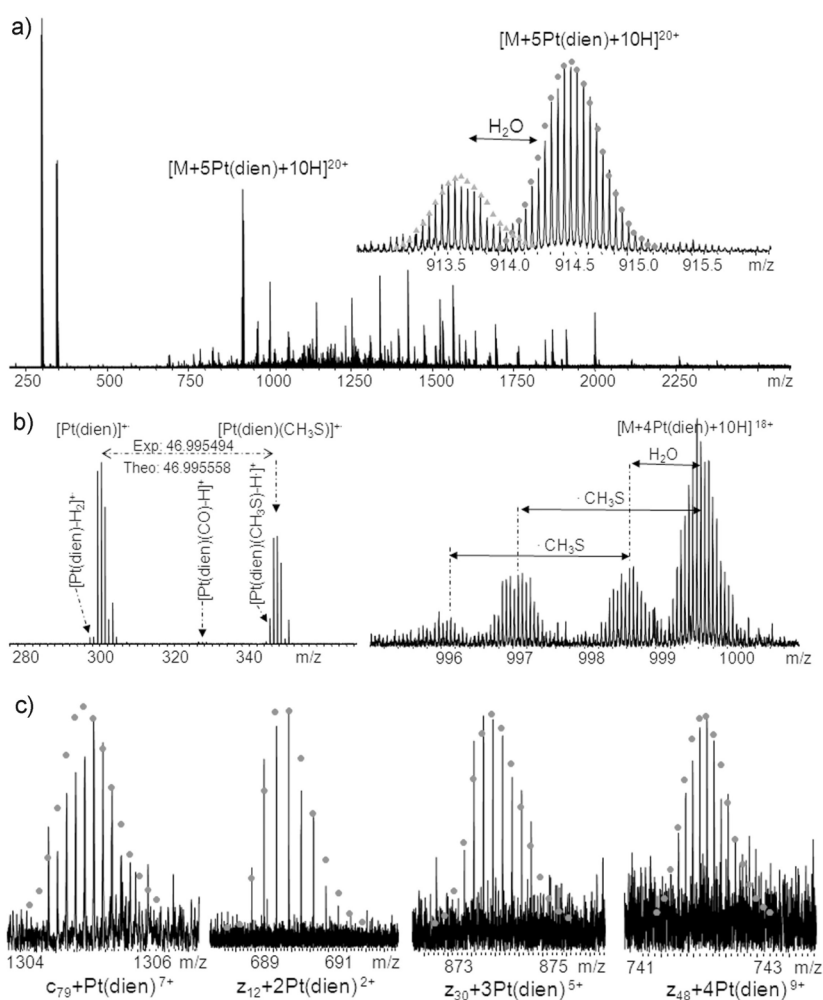 a)
[M+5Pt(dien)+10H]²⁰⁺
H₂O
[M+5Pt(dien)+10H]²⁰⁺
913.5 914.0 914.5 915.0 915.5 m/z
250 500 750 1000 1250 1500 1750 2000 2250 m/z
b)
[Pt(dien)]⁺·
[Pt(dien)(CH₃S)]⁺·
Exp: 46.995494
Theo: 46.995558
[Pt(dien)-H₂]⁺
[Pt(dien)(CO)-H]⁺
[Pt(dien)(CH₃S)-H·]⁺
280 300 320 340 m/z
[M+4Pt(dien)+10H]¹⁸⁺
H₂O
· CH₃S
· CH₃S
996 997 998 999 1000 m/z
c)
1304 1306 m/z
c₇₉+Pt(dien)⁷⁺
689 691 m/z
z₁₂+2Pt(dien)²⁺
873 875 m/z
z₃₀+3Pt(dien)⁵⁺
741 743 m/z
z₄₈+4Pt(dien)⁹⁺